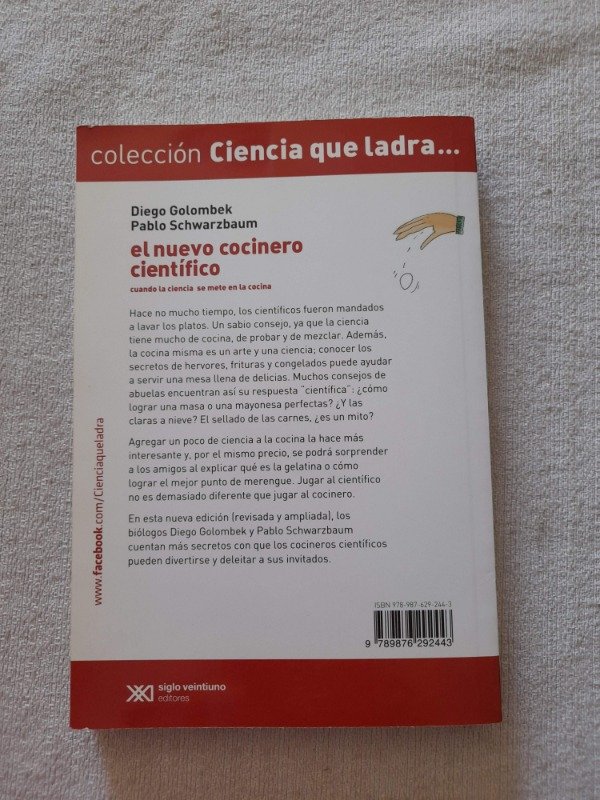 colección Ciencia que ladra...
Diego Golombek
Pablo Schwarzbaum
el nuevo cocinero
científico
cuando la ciencia se mete en la cocina
Hace no mucho tiempo, los científicos fueron mandados
a lavar los platos. Un sabio consejo, ya que la ciencia
tiene mucho de cocina, de probar y de mezclar. Además,
la cocina misma es un arte y una ciencia; conocer los
secretos de hervores, frituras y congelados puede ayudar
a servir una mesa llena de delicias. Muchos consejos de
abuelas encuentran así su respuesta "científica": ¿cómo
lograr una masa o una mayonesa perfectas? ¿Y las
claras a nieve? El sellado de las carnes, ¿es un mito?
Agregar un poco de ciencia a la cocina la hace más
interesante y, por el mismo precio, se podrá sorprender
a los amigos al explicar qué es la gelatina o cómo
lograr el mejor punto de merengue. Jugar al científico
no es demasiado diferente que jugar al cocinero.
En esta nueva edición (revisada y ampliada), los
biólogos Diego Golombek y Pablo Schwarzbaum
cuentan más secretos con que los cocineros científicos
pueden divertirse y deleitar a sus invitados.
www.facebook.com/Cienciaqueladra
ISBN 978-987-629-244-3
9 789876 292443
siglo veintiuno
editores